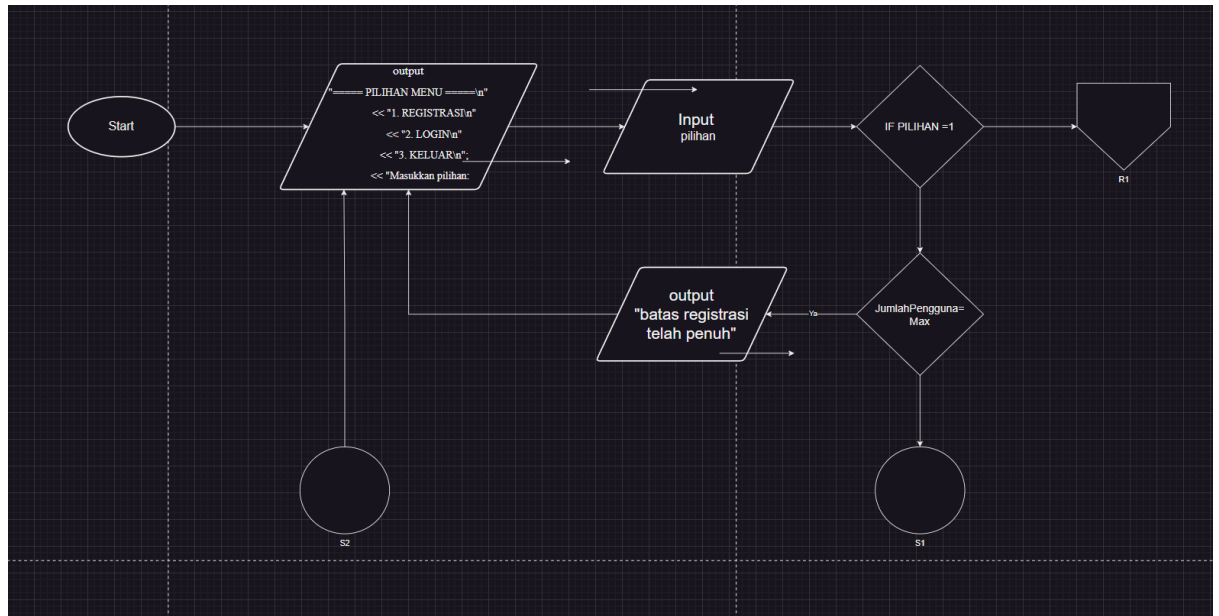 Start
output
"===== PILIHAN MENU =====\n"
<< "1. REGISTRASI\n"
<< "2. LOGIN\n"
<< "3. KELUAR\n";
<< "Masukkan pilihan:
Input
pilihan
IF PILIHAN =1
R1
output
"batas registrasi
telah penuh"
Ya
JumlahPengguna=
Max
S2
S1